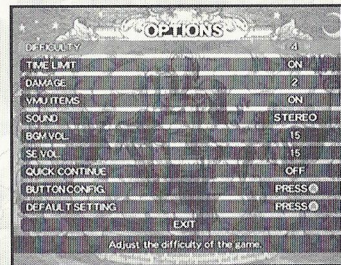 OPTIONS
DIFFICULTY 4
TIME LIMIT ON
DAMAGE 2
VMU ITEMS ON
SOUND STEREO
BGM VOL. 15
SE VOL. 15
QUICK CONTINUE OFF
BUTTON CONFIG. PRESS Ⓐ
DEFAULT SETTING PRESS Ⓐ
EXIT
Adjust the difficulty of the game.